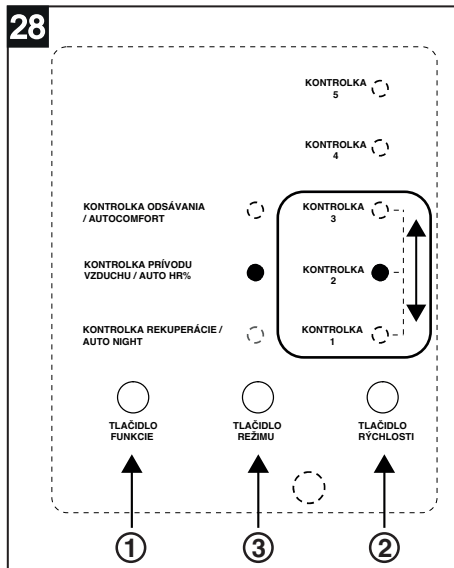 28
KONTROLKA
5
KONTROLKA
4
KONTROLKA ODSÁVANIA
/ AUTOCOMFORT
KONTROLKA
3
KONTROLKA PRÍVODU
VZDUCHU / AUTO HR%
KONTROLKA
2
KONTROLKA REKUPERÁCIE /
AUTO NIGHT
KONTROLKA
1
TLAČIDLO
FUNKCIE
TLAČIDLO
REŽIMU
TLAČIDLO
RÝCHLOSTI
1
3
2